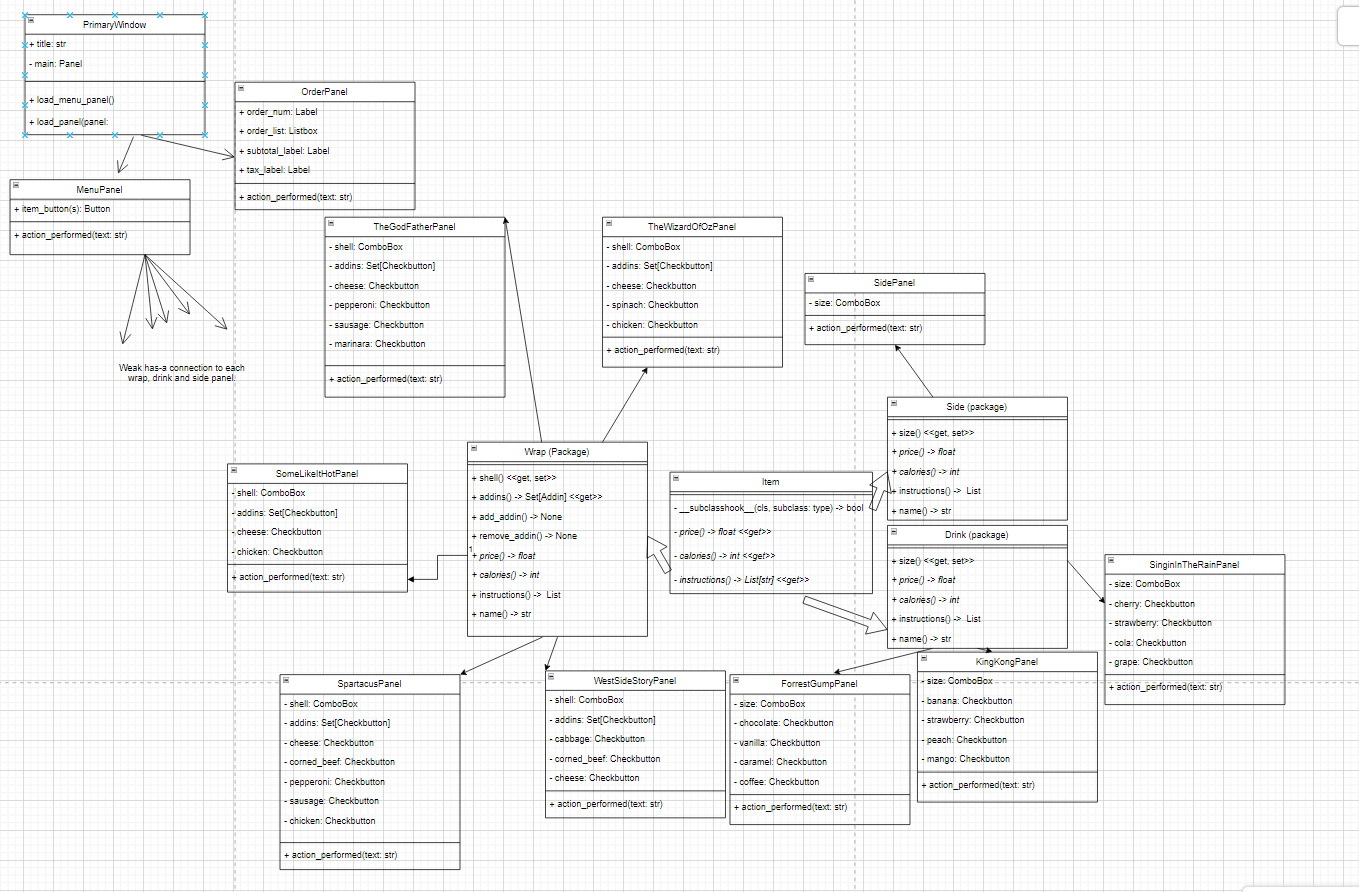 PrimaryWindow
+ title: str
- main: Panel
+ load_menu_panel()
+ load_panel(panel:
OrderPanel
+ order_num: Label
+ order_list: Listbox
+ subtotal_label: Label
+ tax_label: Label
+ action_performed(text: str)
MenuPanel
+ item_button(s): Button
+ action_performed(text: str)
Weak has-a connection to each
wrap, drink and side panel.
TheGodFatherPanel
- shell: ComboBox
- addins: Set[Checkbutton]
- cheese: Checkbutton
- pepperoni: Checkbutton
- sausage: Checkbutton
- marinara: Checkbutton
+ action_performed(text: str)
TheWizardOfOzPanel
- shell: ComboBox
- addins: Set[Checkbutton]
- cheese: Checkbutton
- spinach: Checkbutton
- chicken: Checkbutton
+ action_performed(text: str)
SidePanel
- size: ComboBox
+ action_performed(text: str)
Side (package)
+ size() <<get, set>>
+ price() -> float
+ calories() -> int
+ instructions() -> List
+ name() -> str
Wrap (Package)
+ shell() <<get, set>>
+ addins() -> Set[Addin] <<get>>
+ add_addin() -> None
+ remove_addin() -> None
1
+ price() -> float
+ calories() -> int
+ instructions() -> List
+ name() -> str
SomeLikeItHotPanel
- shell: ComboBox
- addins: Set[Checkbutton]
- cheese: Checkbutton
- chicken: Checkbutton
+ action_performed(text: str)
Item
- __subclasshook__(cls, subclass: type) -> bool
- price() -> float <<get>>
- calories() -> int <<get>>
- instructions() -> List[str] <<get>>
Drink (package)
+ size() <<get, set>>
+ price() -> float
+ calories() -> int
+ instructions() -> List
+ name() -> str
SinginInTheRainPanel
- size: ComboBox
- cherry: Checkbutton
- strawberry: Checkbutton
- cola: Checkbutton
- grape: Checkbutton
+ action_performed(text: str)
SpartacusPanel
- shell: ComboBox
- addins: Set[Checkbutton]
- cheese: Checkbutton
- corned_beef: Checkbutton
- pepperoni: Checkbutton
- sausage: Checkbutton
- chicken: Checkbutton
+ action_performed(text: str)
WestSideStoryPanel
- shell: ComboBox
- addins: Set[Checkbutton]
- cabbage: Checkbutton
- corned_beef: Checkbutton
- cheese: Checkbutton
+ action_performed(text: str)
ForrestGumpPanel
- size: ComboBox
- chocolate: Checkbutton
- vanilla: Checkbutton
- caramel: Checkbutton
- coffee: Checkbutton
+ action_performed(text: str)
KingKongPanel
- size: ComboBox
- banana: Checkbutton
- strawberry: Checkbutton
- peach: Checkbutton
- mango: Checkbutton
+ action_performed(text: str)